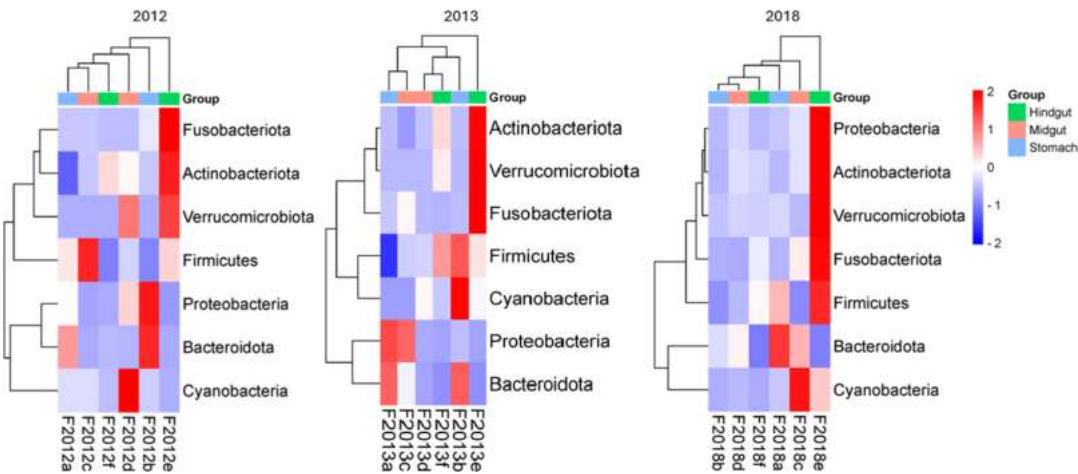 2012
Group
Fusobacteriota
Actinobacteriota
Verrucomicrobiota
Firmicutes
Proteobacteria
Bacteroidota
Cyanobacteria
F2012a
F2012c
F2012f
F2012d
F2012b
F2012e
2013
Group
Actinobacteriota
Verrucomicrobiota
Fusobacteriota
Firmicutes
Cyanobacteria
Proteobacteria
Bacteroidota
F2013a
F2013c
F2013d
F2013f
F2013b
F2013e
2018
Group
Proteobacteria
Actinobacteriota
Verrucomicrobiota
Fusobacteriota
Firmicutes
Bacteroidota
Cyanobacteria
F2018b
F2018d
F2018f
F2018a
F2018c
F2018e
2
1
0
- 1
- 2
Group
Hindgut
Midgut
Stomach